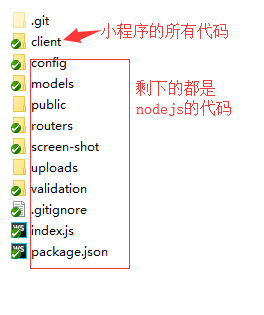 .git
client
小程序的所有代码
config
models
public
routers
screen-shot
uploads
validation
.gitignore
index.js
package.json
剩下的都是
nodejs的代码